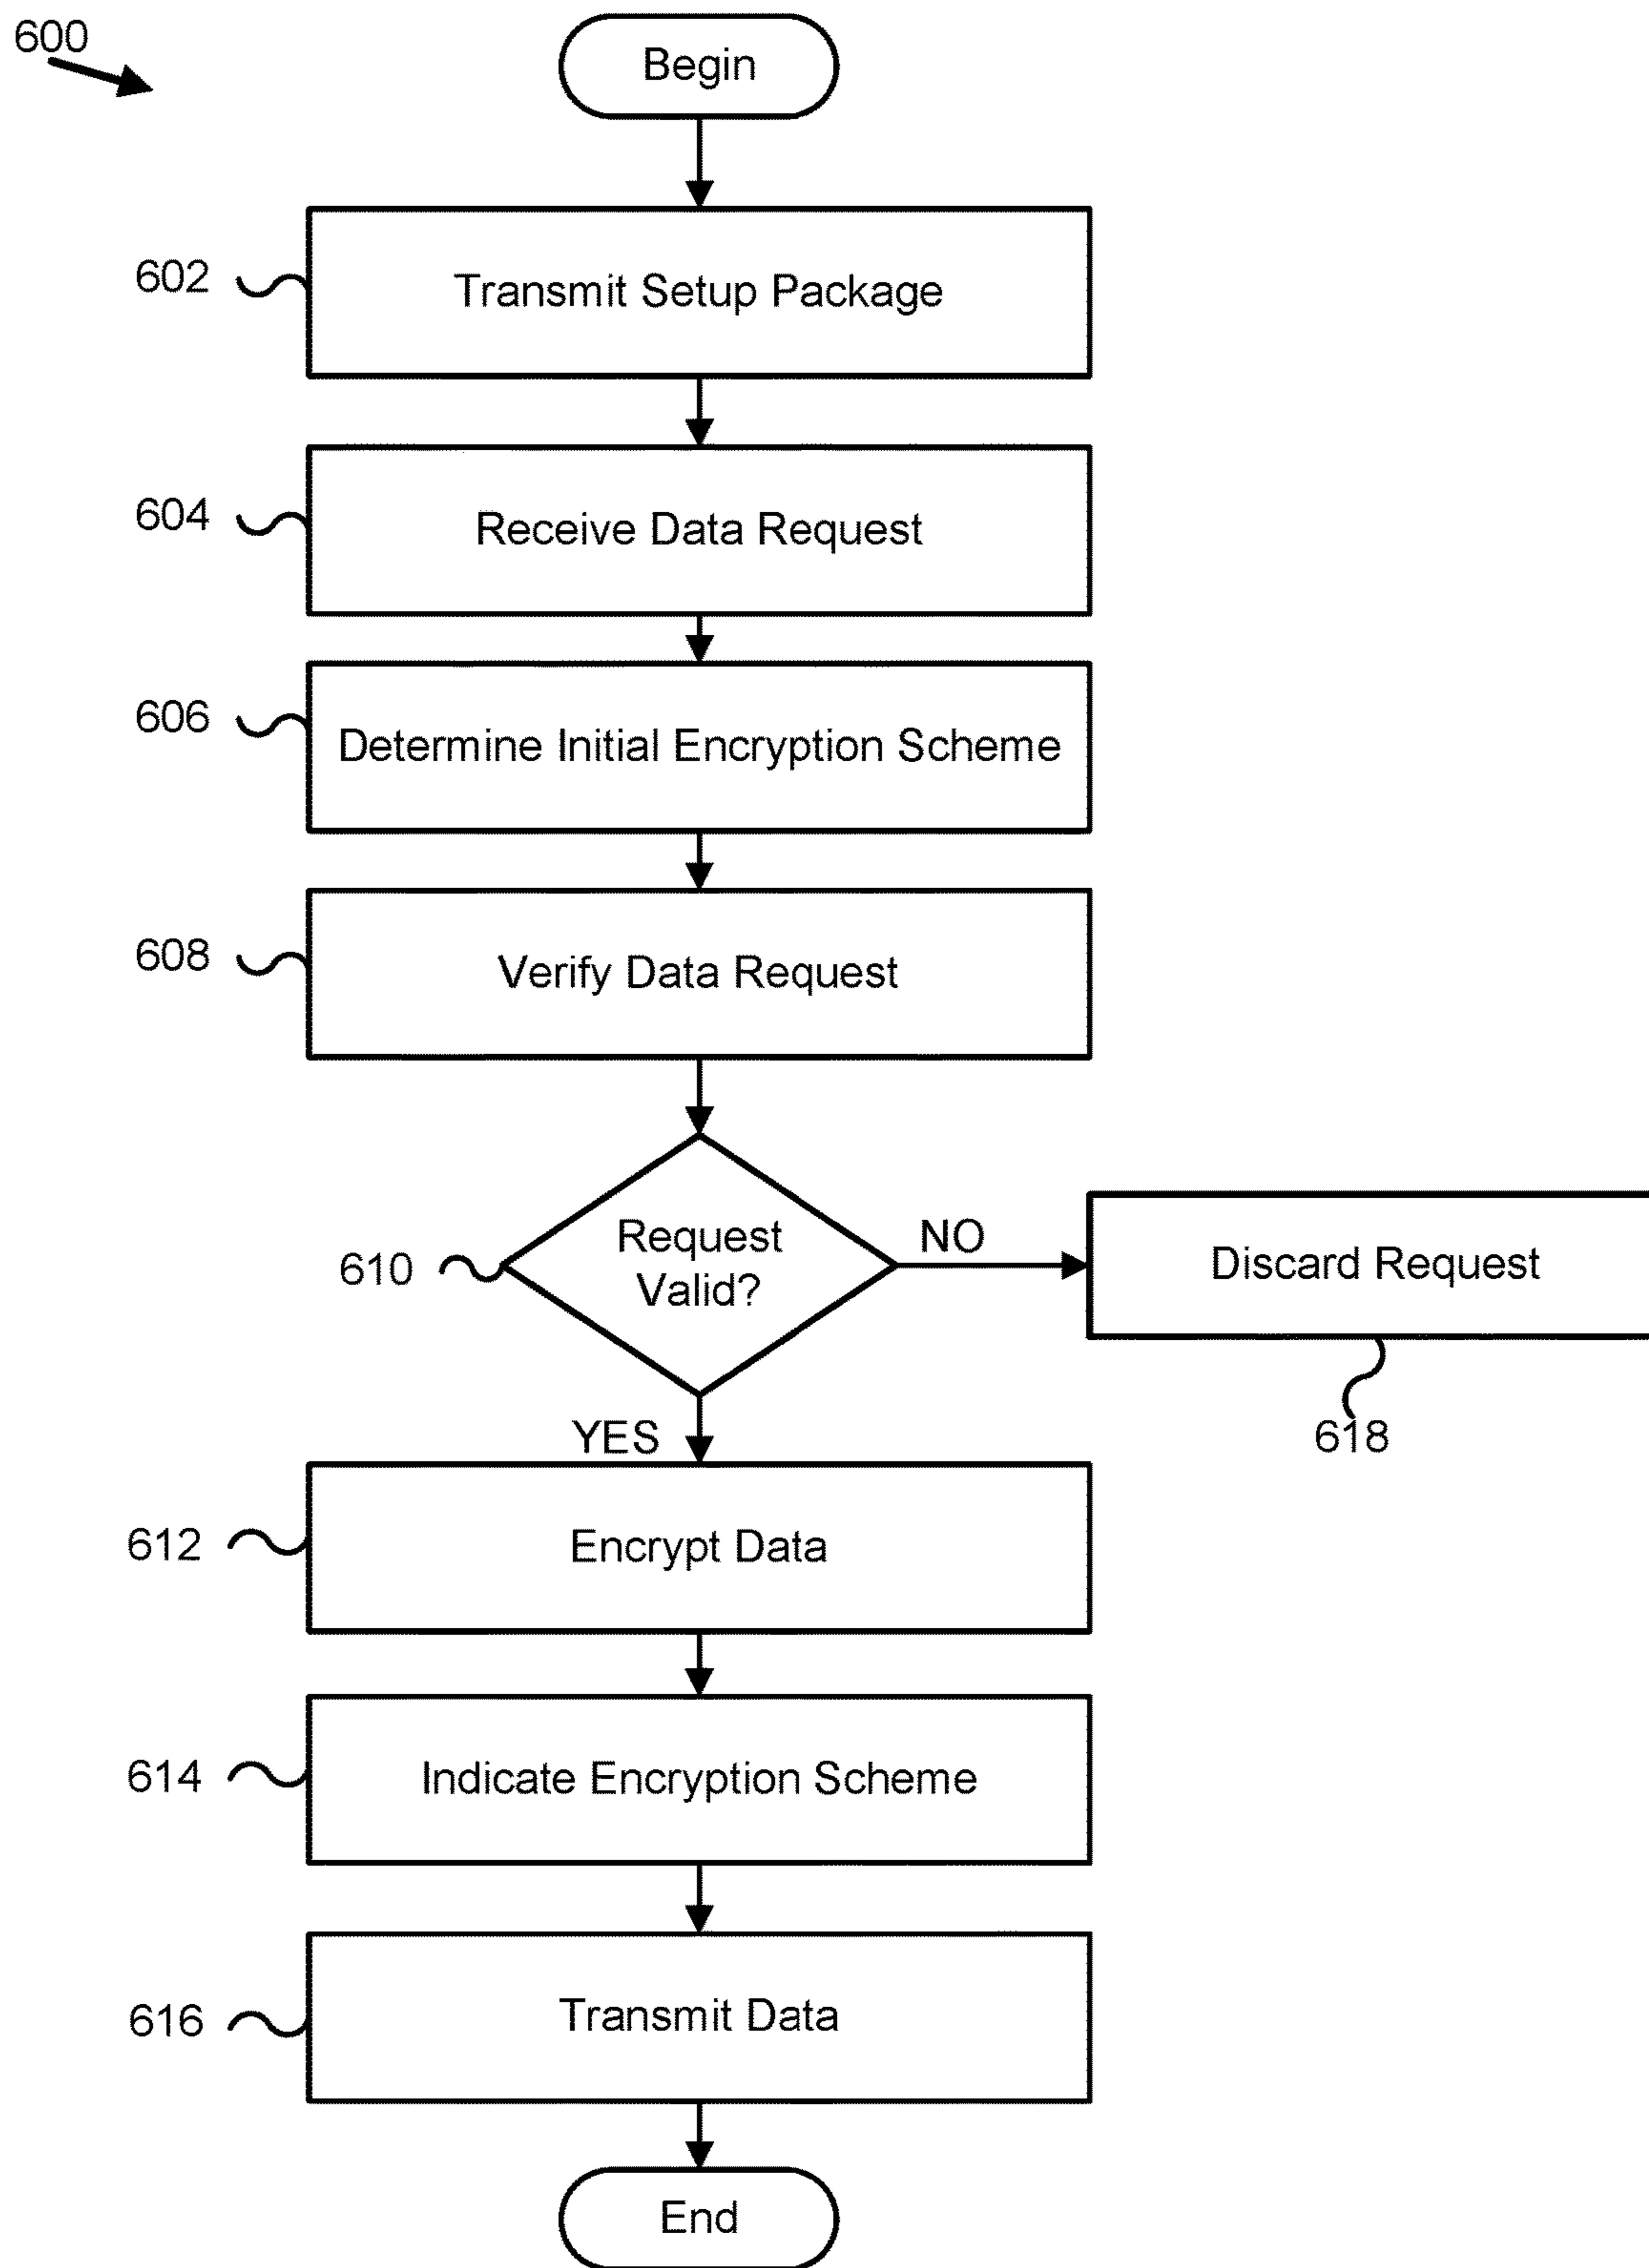 600
Begin
602
Transmit Setup Package
604
Receive Data Request
606
Determine Initial Encryption Scheme
608
Verify Data Request
610
Request
Valid?
NO
Discard Request
618
YES
612
Encrypt Data
614
Indicate Encryption Scheme
616
Transmit Data
End